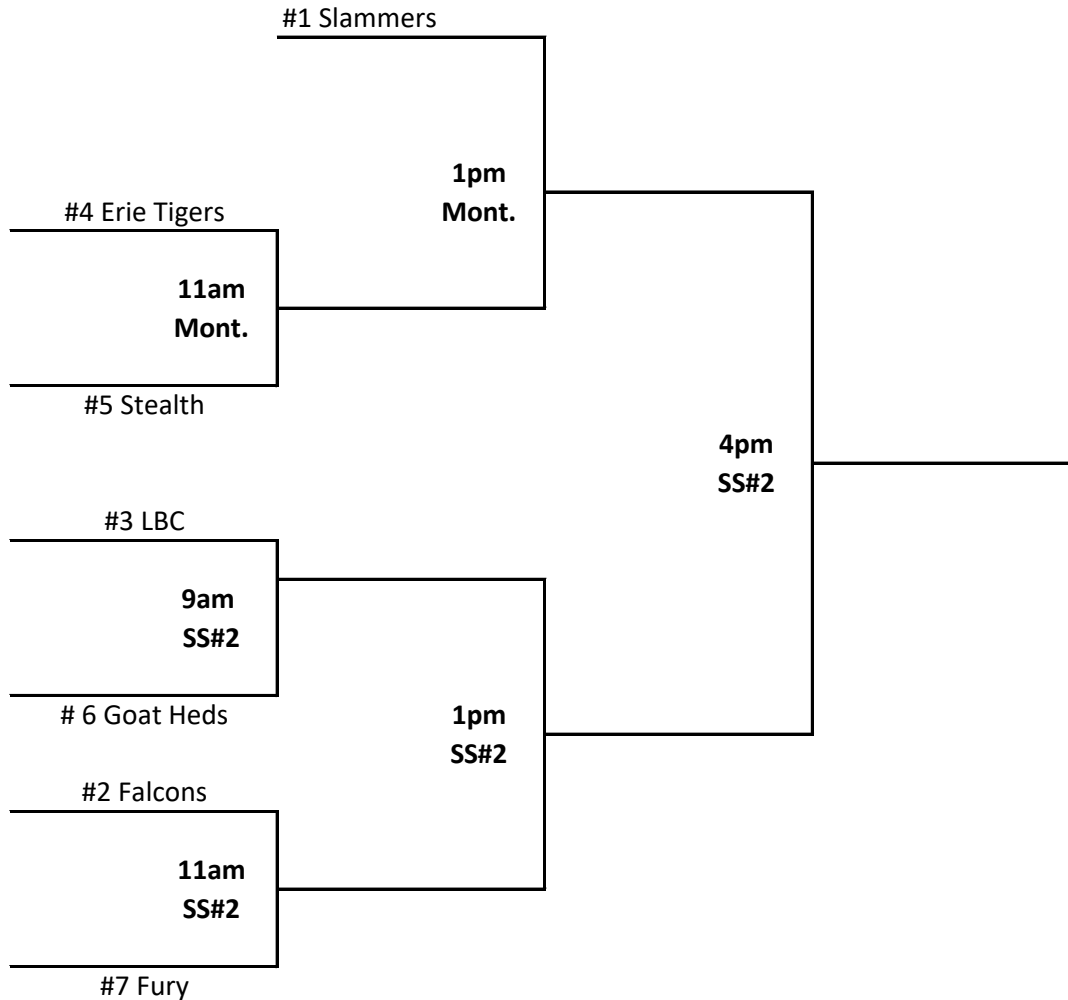 #1 Slammers
1pm
Mont.
#4 Erie Tigers
11am
Mont.
#5 Stealth
4pm
SS#2
#3 LBC
9am
SS#2
# 6 Goat Heds
1pm
SS#2
#2 Falcons
11am
SS#2
#7 Fury